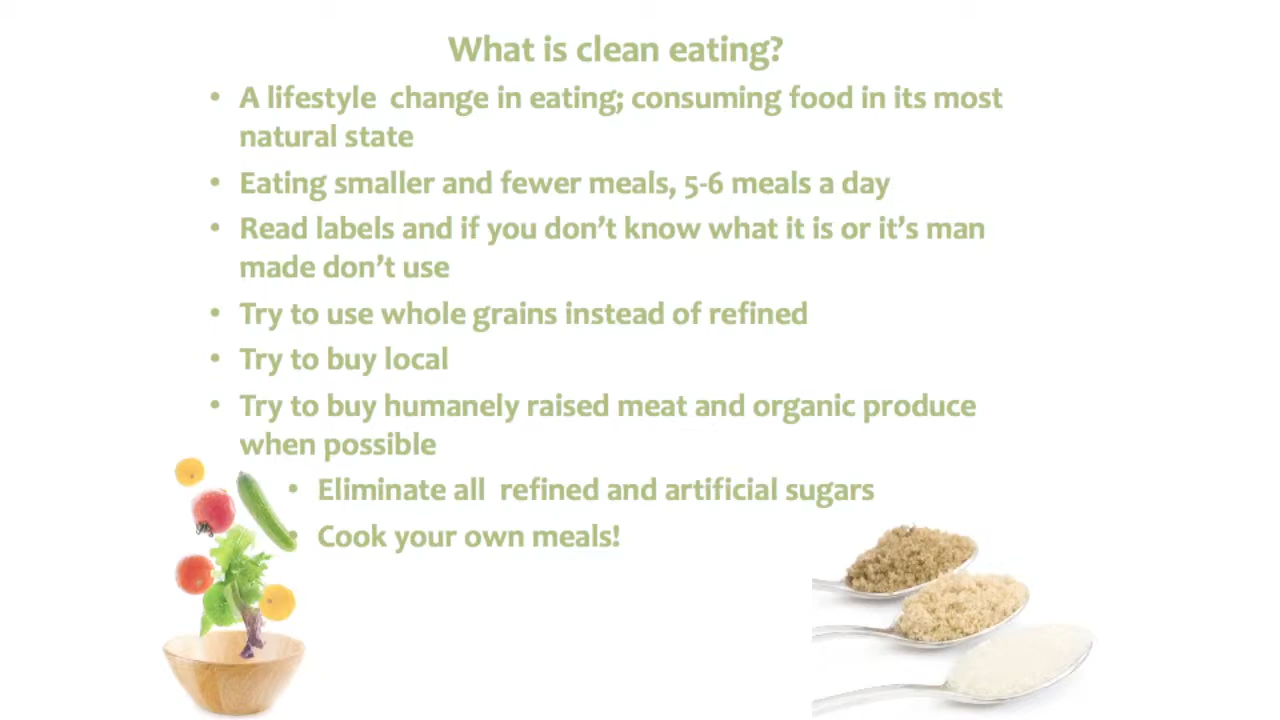 What is clean eating?
• A lifestyle  change in eating; consuming food in its most
natural state
• Eating smaller and fewer meals, 5-6 meals a day
• Read labels and if you don’t know what it is or it’s man
made don’t use
• Try to use whole grains instead of refined
• Try to buy local
• Try to buy humanely raised meat and organic produce
when possible
• Eliminate all  refined and artificial sugars
• Cook your own meals!